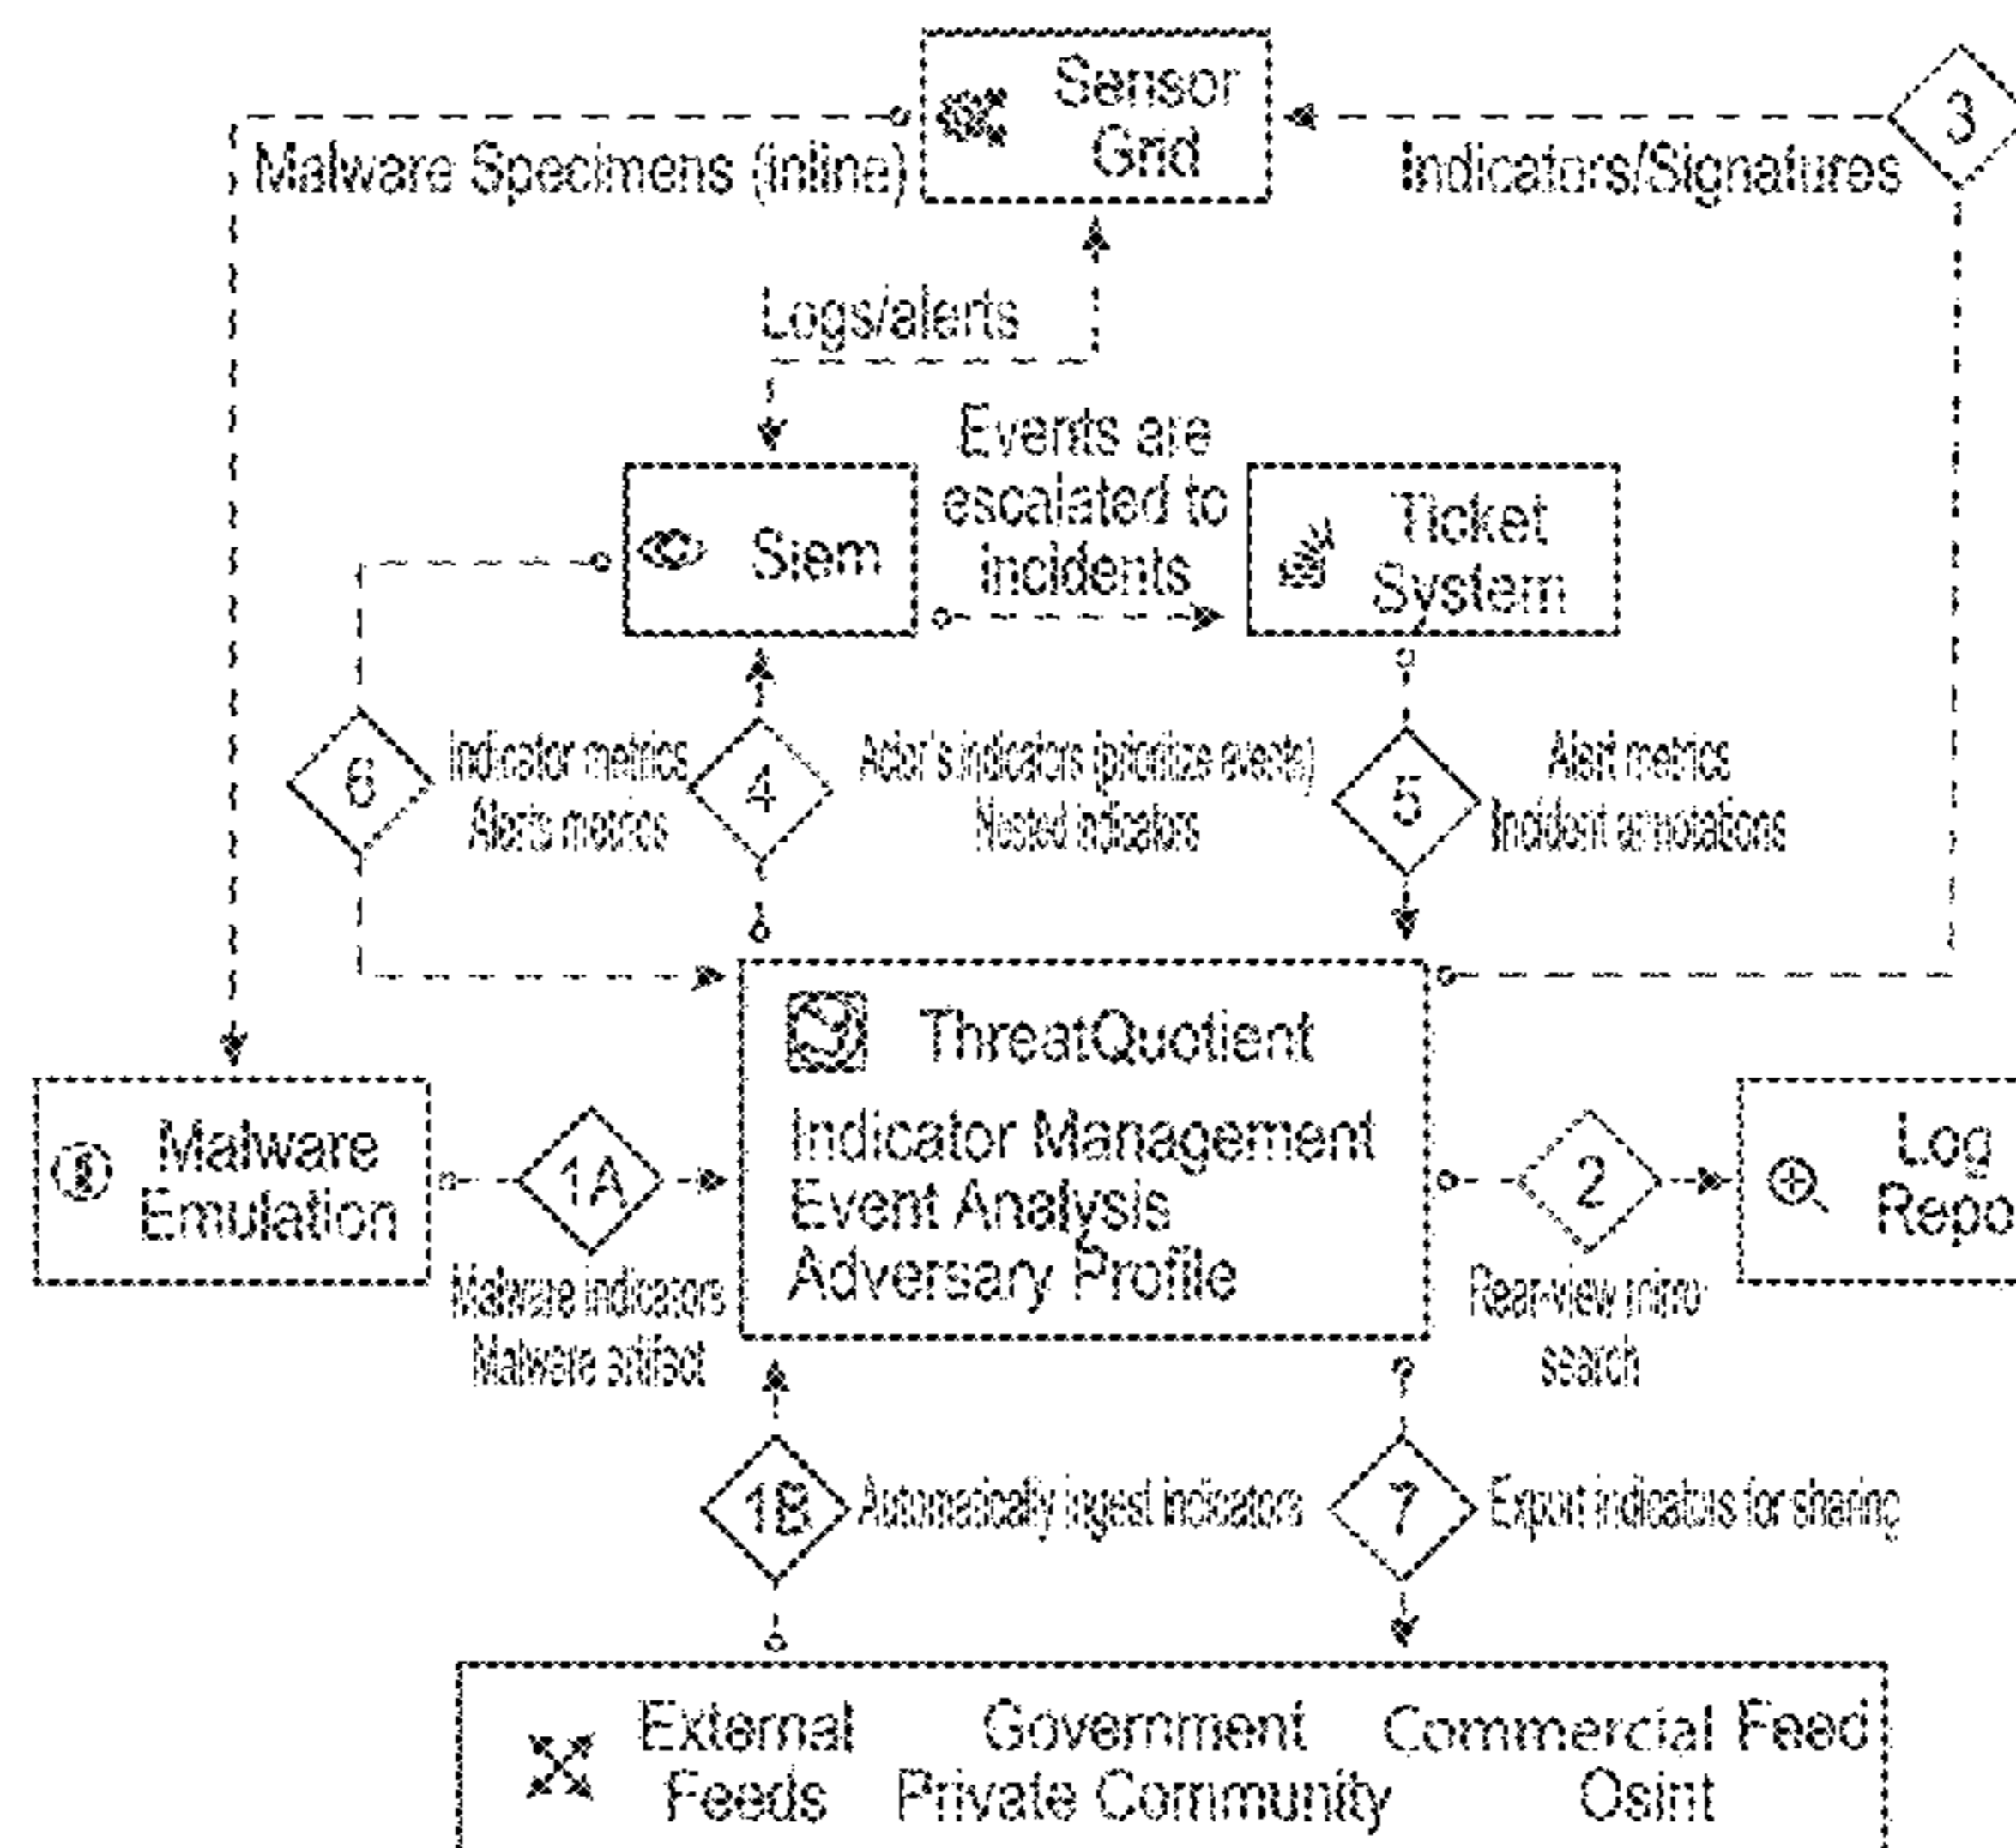 Sensor
Grid
3
Malware Specimens (inline)
Indicators/Signatures
Logs/alerts
Events are
escalated to
incidents
Siem
Ticket
System
6
Indicator metrics
Alerts metrics
4
Actor's indicators (prioritize events)
Nested indicators
5
Alert metrics
Incident annotations
ThreatQuotient
Indicator Management
Event Analysis
Adversary Profile
Malware
Emulation
1A
Malware indicators
Malware artifact
2
Rear-view mirro
search
Log
Repo
1B
Automatically ingest indicators
7
Export indicators for sharing
External
Feeds
Government
Private Community
Commercial Feed
Osint